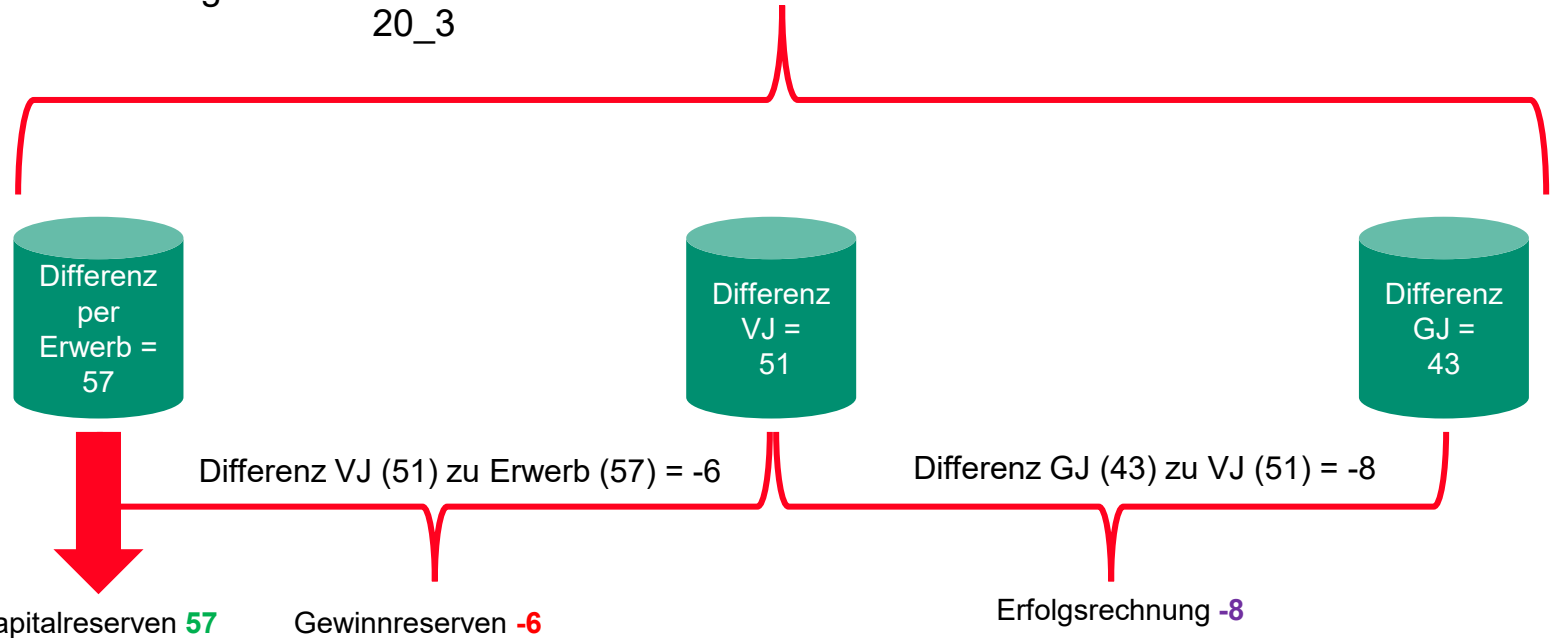 20_3
Differenz
per
Erwerb =
57
Differenz
VJ =
51
Differenz
GJ =
43
Differenz VJ (51) zu Erwerb (57) = -6
Differenz GJ (43) zu VJ (51) = -8
apitalreserven 57
Gewinnreserven -6
Erfolgsrechnung -8